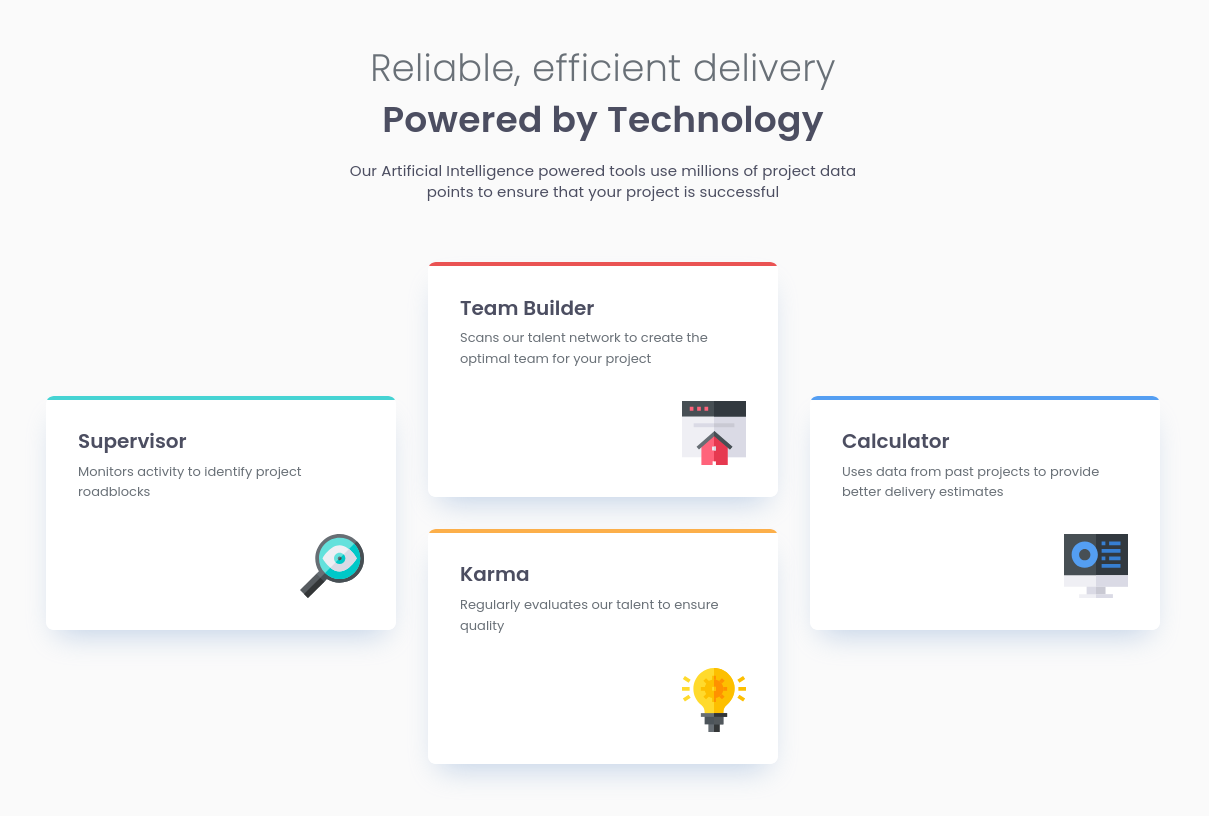 Reliable, efficient delivery
Powered by Technology
Our Artificial Intelligence powered tools use millions of project data
points to ensure that your project is successful
Supervisor
Monitors activity to identify project
roadblocks
Team Builder
Scans our talent network to create the
optimal team for your project
Karma
Regularly evaluates our talent to ensure
quality
Calculator
Uses data from past projects to provide
better delivery estimates